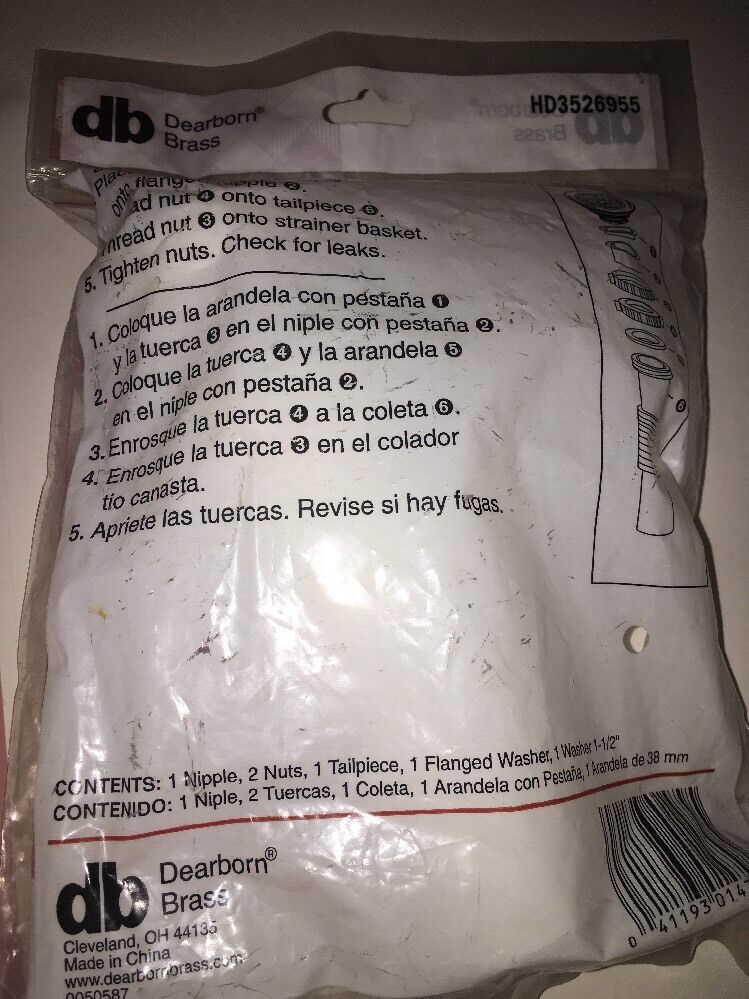 db Dearborn®
Brass
HD3526955
onto flange nipple ❷.
nut ❹ onto tailpiece ❻.
Thread nut ❸ onto strainer basket.
5. Tighten nuts. Check for leaks.
1. Coloque la arandela con pestaña ❶
y la tuerca ❸ en el niple con pestaña ❷.
2. Coloque la tuerca ❹ y la arandela ❺
en el niple con pestaña ❷.
3. Enrosque la tuerca ❹ a la coleta ❻.
4. Enrosque la tuerca ❸ en el colador
tio canasta.
5. Apriete las tuercas. Revise si hay fugas.
CONTENTS: 1 Nipple, 2 Nuts, 1 Tailpiece, 1 Flanged Washer, 1 Washer 1-1/2"
CONTENIDO: 1 Niple, 2 Tuercas, 1 Coleta, 1 Arandela con Pestaña, 1 Arandela de 38 mm
db Dearborn®
Brass
Cleveland, OH 44135
Made in China
www.dearbornbrass.com
0050587
0 41193 014